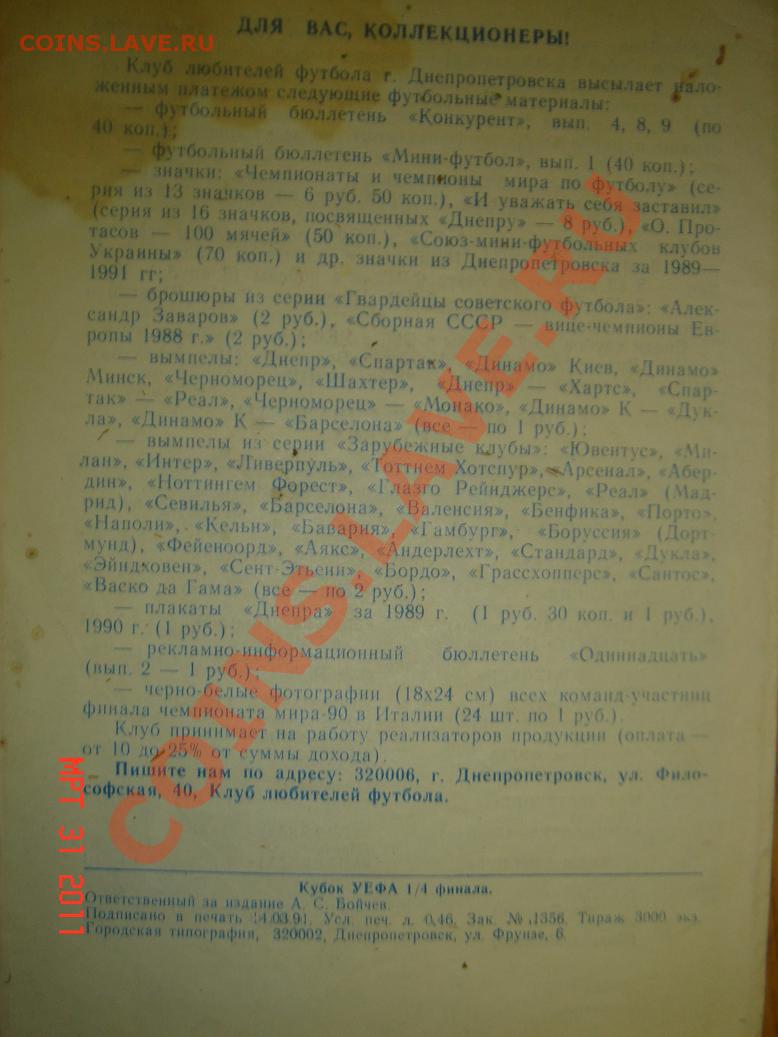 COINS.LAVE.RU
ДЛЯ ВАС, КОЛЛЕКЦИОНЕРЫ!
Клуб любителей футбола г. Днепропетровска высылает нало-
женным платежом следующие футбольные материалы:
— футбольный бюллетень «Конкурент», вып. 4, 8, 9 (по
40 коп.);
— футбольный бюллетень «Мини-футбол», вып. 1 (40 коп.);
— значки: «Чемпионаты и чемпионы мира по футболу» (се-
рия из 13 значков — 6 руб. 50 коп.), «И уважать себя заставил»
(серия из 16 значков, посвященных «Днепру» — 8 руб.), «О. Про-
тасов — 100 мячей» (50 коп.), «Союз-мини-футбольных клубов
Украины» (70 коп.) и др. значки из Днепропетровска за 1989—
1991 гг;
— брошюры из серии «Гвардейцы советского футбола»: «Алек-
сандр Заваров» (2 руб.), «Сборная СССР — вице-чемпионы Ев-
ропы 1988 г.» (2 руб.);
— вымпелы: «Днепр», «Спартак», «Динамо» Киев, «Динамо»
Минск, «Черноморец», «Шахтер», «Днепр» — «Хартс», «Спар-
так» — «Реал», «Черноморец» — «Монако», «Динамо» К — «Дук-
ла», «Динамо» К — «Барселона» (все — по 1 руб.);
— вымпелы из серии «Зарубежные клубы»: «Ювентус», «Ми-
лан», «Интер», «Ливерпуль», «Тоттнем Хотспур», «Арсенал», «Абер-
дин», «Ноттингем Форест», «Глазго Рейнджерс», «Реал» (Мад-
рид), «Севилья», «Барселона», «Валенсия», «Бенфика», «Порто»,
«Наполи», «Кельн», «Бавария», «Гамбург», «Боруссия» (Дорт-
мунд), «Фейеноорд», «Аякс», «Андерлехт», «Стандард», «Дукла»,
«Эйндховен», «Сент-Этьенн», «Бордо», «Грассхопперс», «Сантос»,
«Васко да Гама» (все — по 2 руб.);
— плакаты «Днепра» за 1989 г. (1 руб. 30 коп. и 1 руб.),
1990 г. (1 руб.);
— рекламно-информационный бюллетень «Одиннадцать»
(вып. 2 — 1 руб.);
— черно-белые фотографии (18х24 см) всех команд-участниц
финала чемпионата мира-90 в Италии (24 шт. по 1 руб.).
Клуб принимает на работу реализаторов продукции (оплата —
от 10 до 25% от суммы дохода).
Пишите нам по адресу: 320006, г. Днепропетровск, ул. Фило-
софская, 40, Клуб любителей футбола.
Кубок УЕФА 1/4 финала.
Ответственный за издание А. С. Бойчев.
Подписано в печать 14.03.91. Усл. печ. л. 0,46. Зак. № 1356. Тираж 3000 экз.
Городская типография, 320002, Днепропетровск, ул. Фрунзе, 6.
COINS.LAVE.RU
МРТ 31 2011